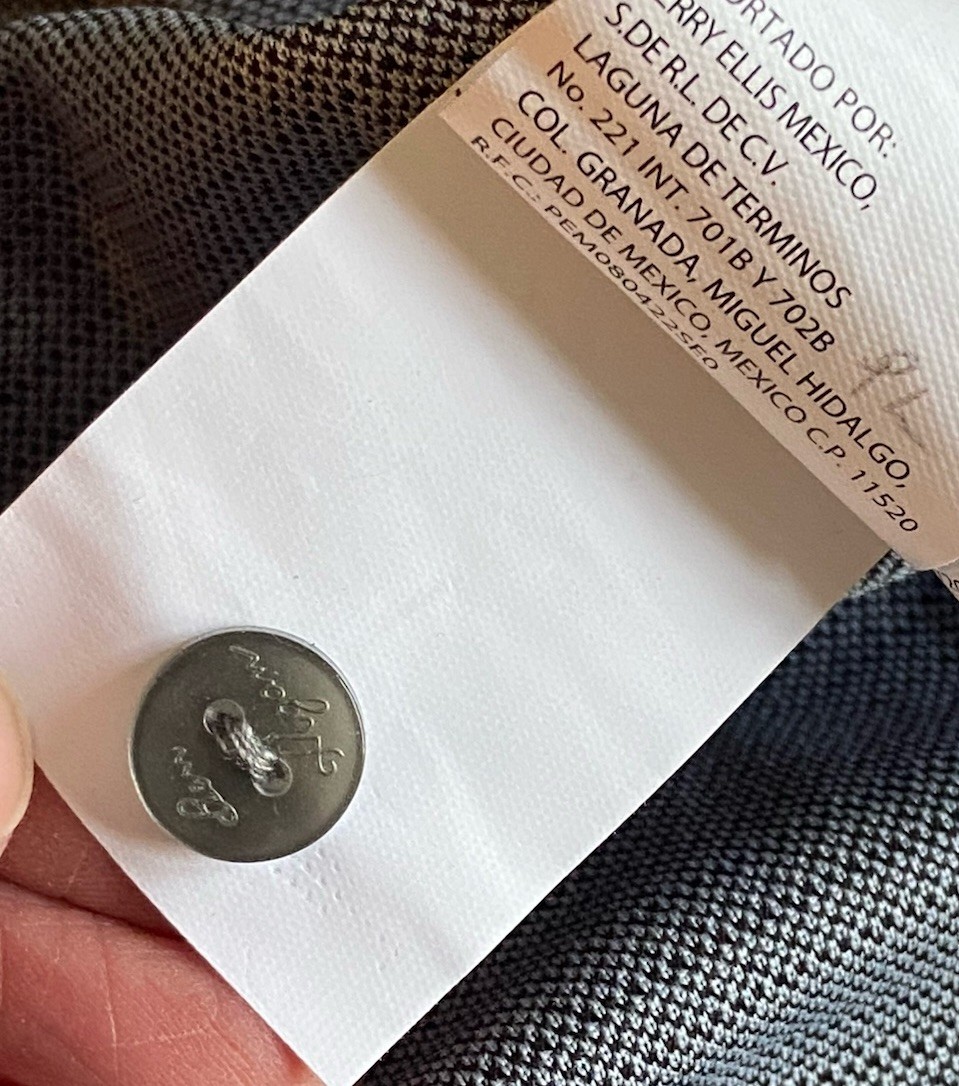 ORTADO POR:
ERRY ELLIS MEXICO,
S.DE R.L. DE C.V.
LAGUNA DE TERMINOS
No. 221 INT. 701B Y 702B
COL. GRANADA, MIGUEL HIDALGO,
CIUDAD DE MEXICO, MEXICO C.P. 11520
R.F.C.: PEM080422SF0